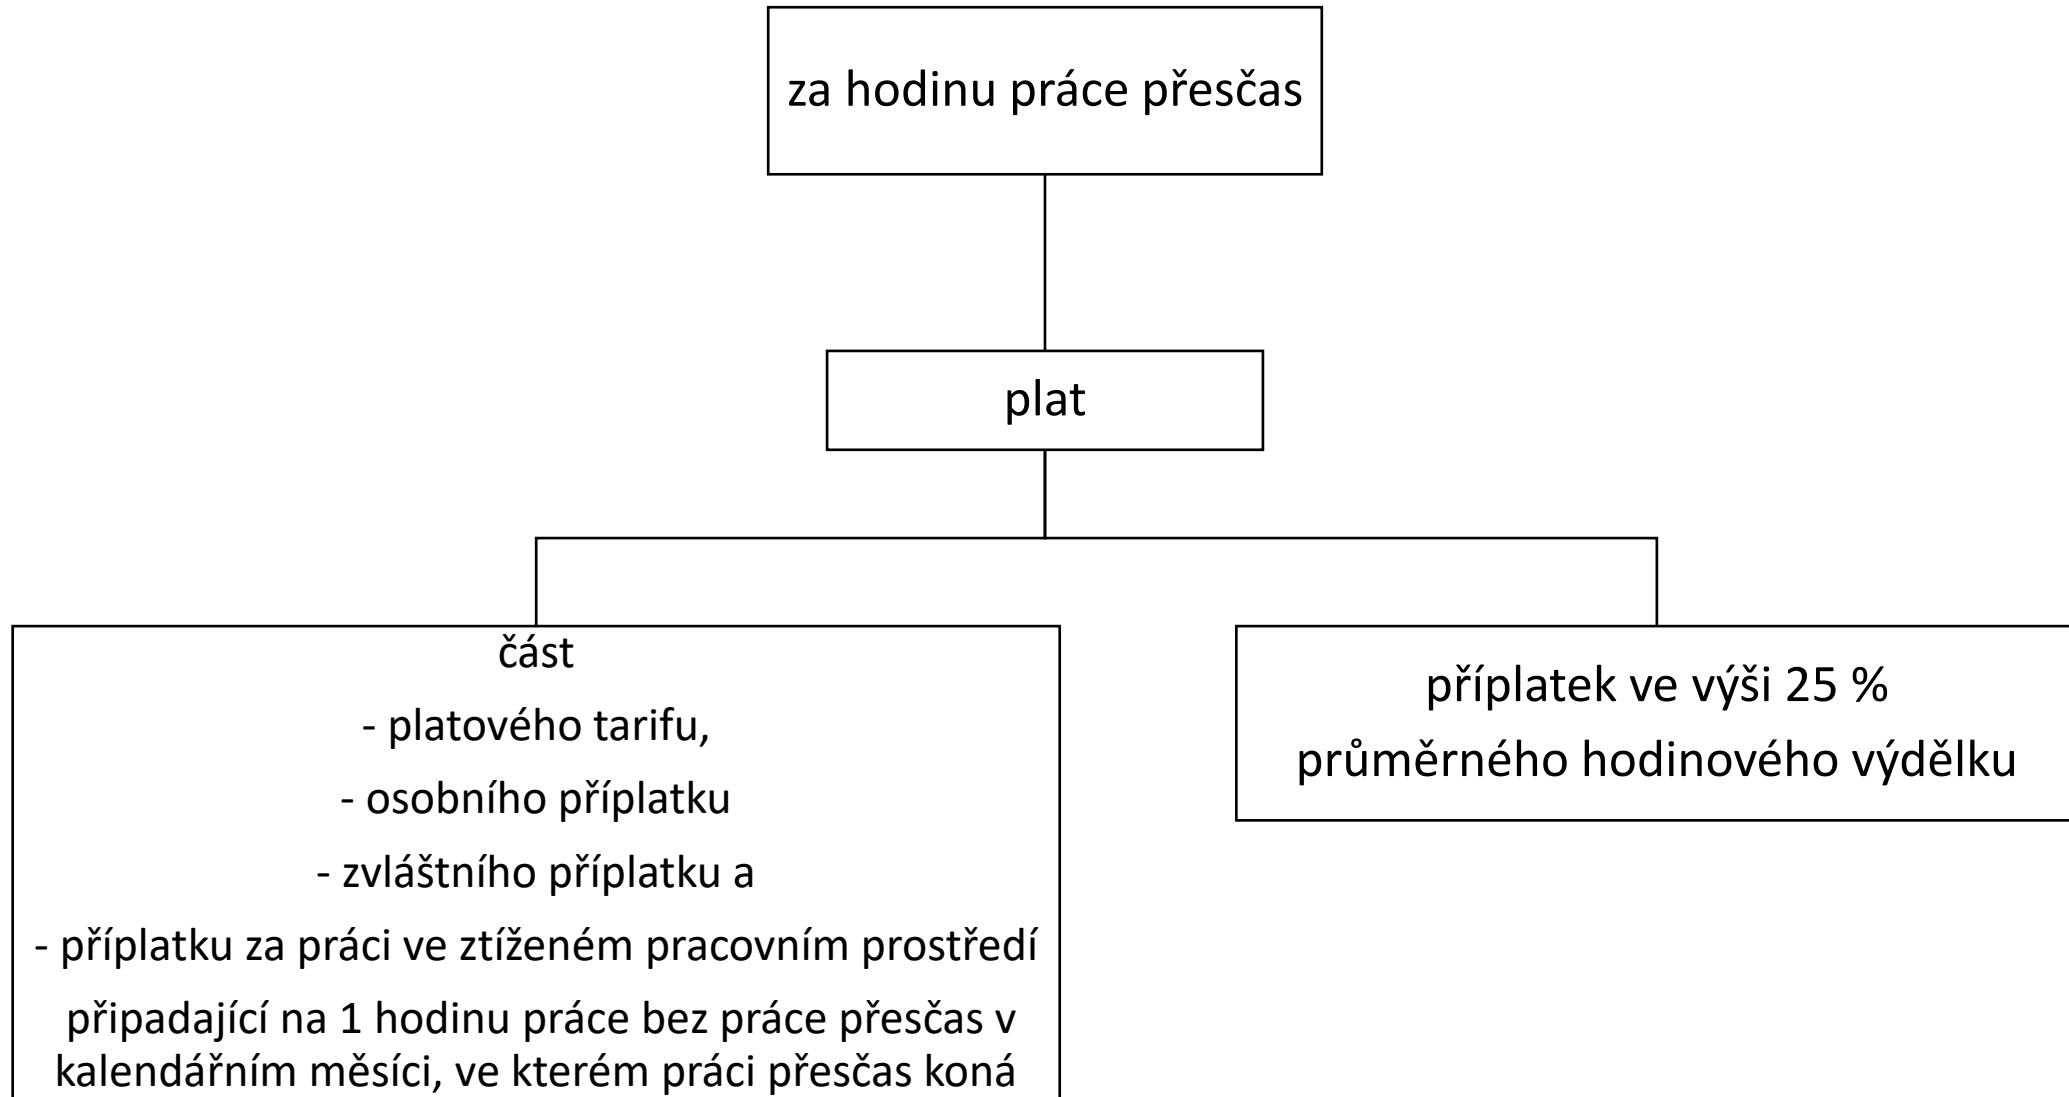 za hodinu práce přesčas
plat
část
- platového tarifu,
- osobního příplatku
- zvláštního příplatku a
- příplatku za práci ve ztíženém pracovním prostředí
připadající na 1 hodinu práce bez práce přesčas v
kalendářním měsíci, ve kterém práci přesčas koná
příplatek ve výši 25 %
průměrného hodinového výdělku